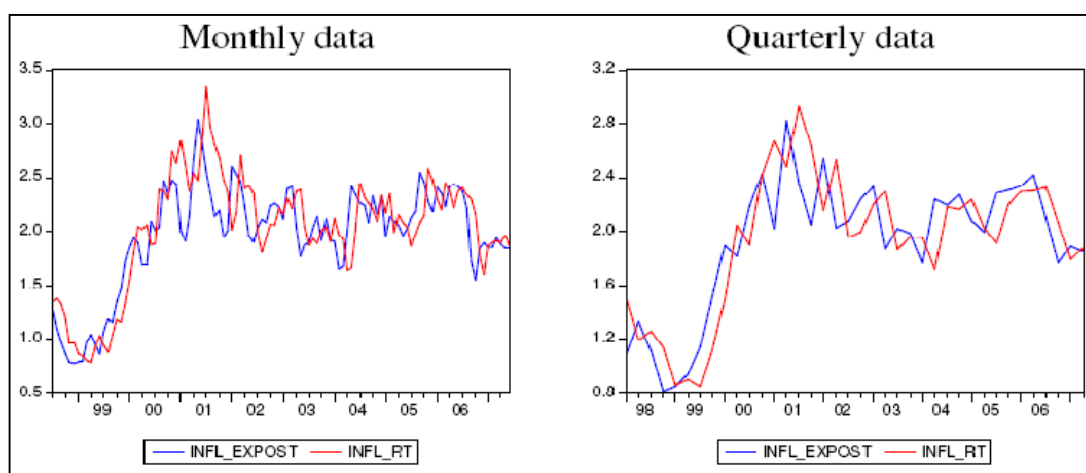 Monthly data
3.5
3.0
2.5
2.0
1.5
1.0
0.5
99 00 01 02 03 04 05 06
INFL_EXPOST INFL_RT
Quarterly data
3.2
2.8
2.4
2.0
1.6
1.2
0.8
98 99 00 01 02 03 04 05 06
INFL_EXPOST INFL_RT